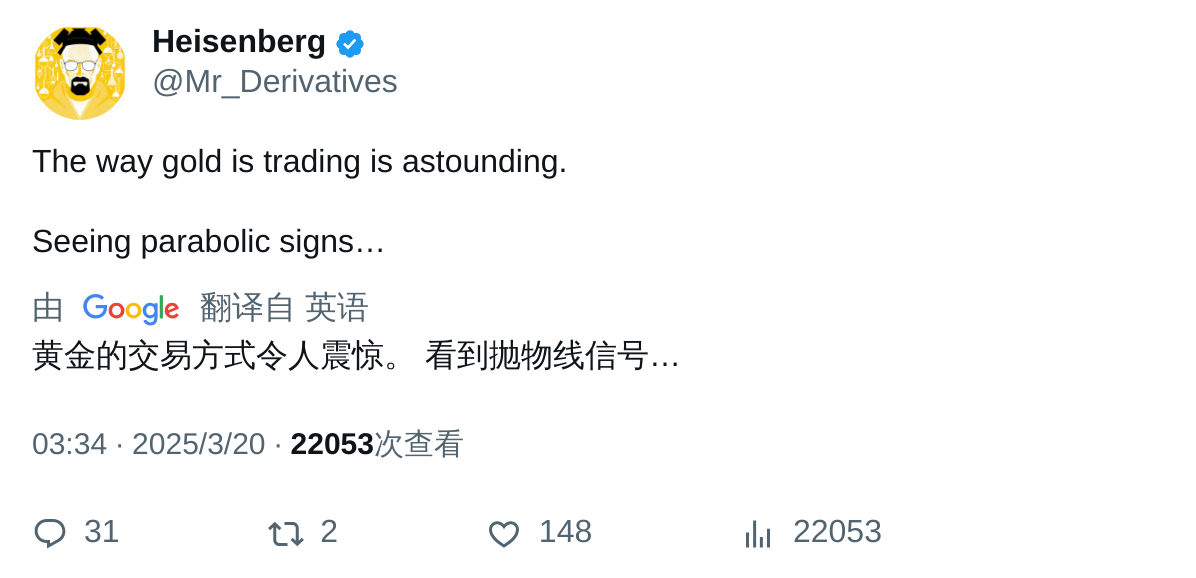 Heisenberg
@Mr_Derivatives
The way gold is trading is astounding.
Seeing parabolic signs…
由 Google 翻译自 英语
黄金的交易方式令人震惊。 看到抛物线信号…
03:34 · 2025/3/20 · 22053次查看
31 2 148 22053